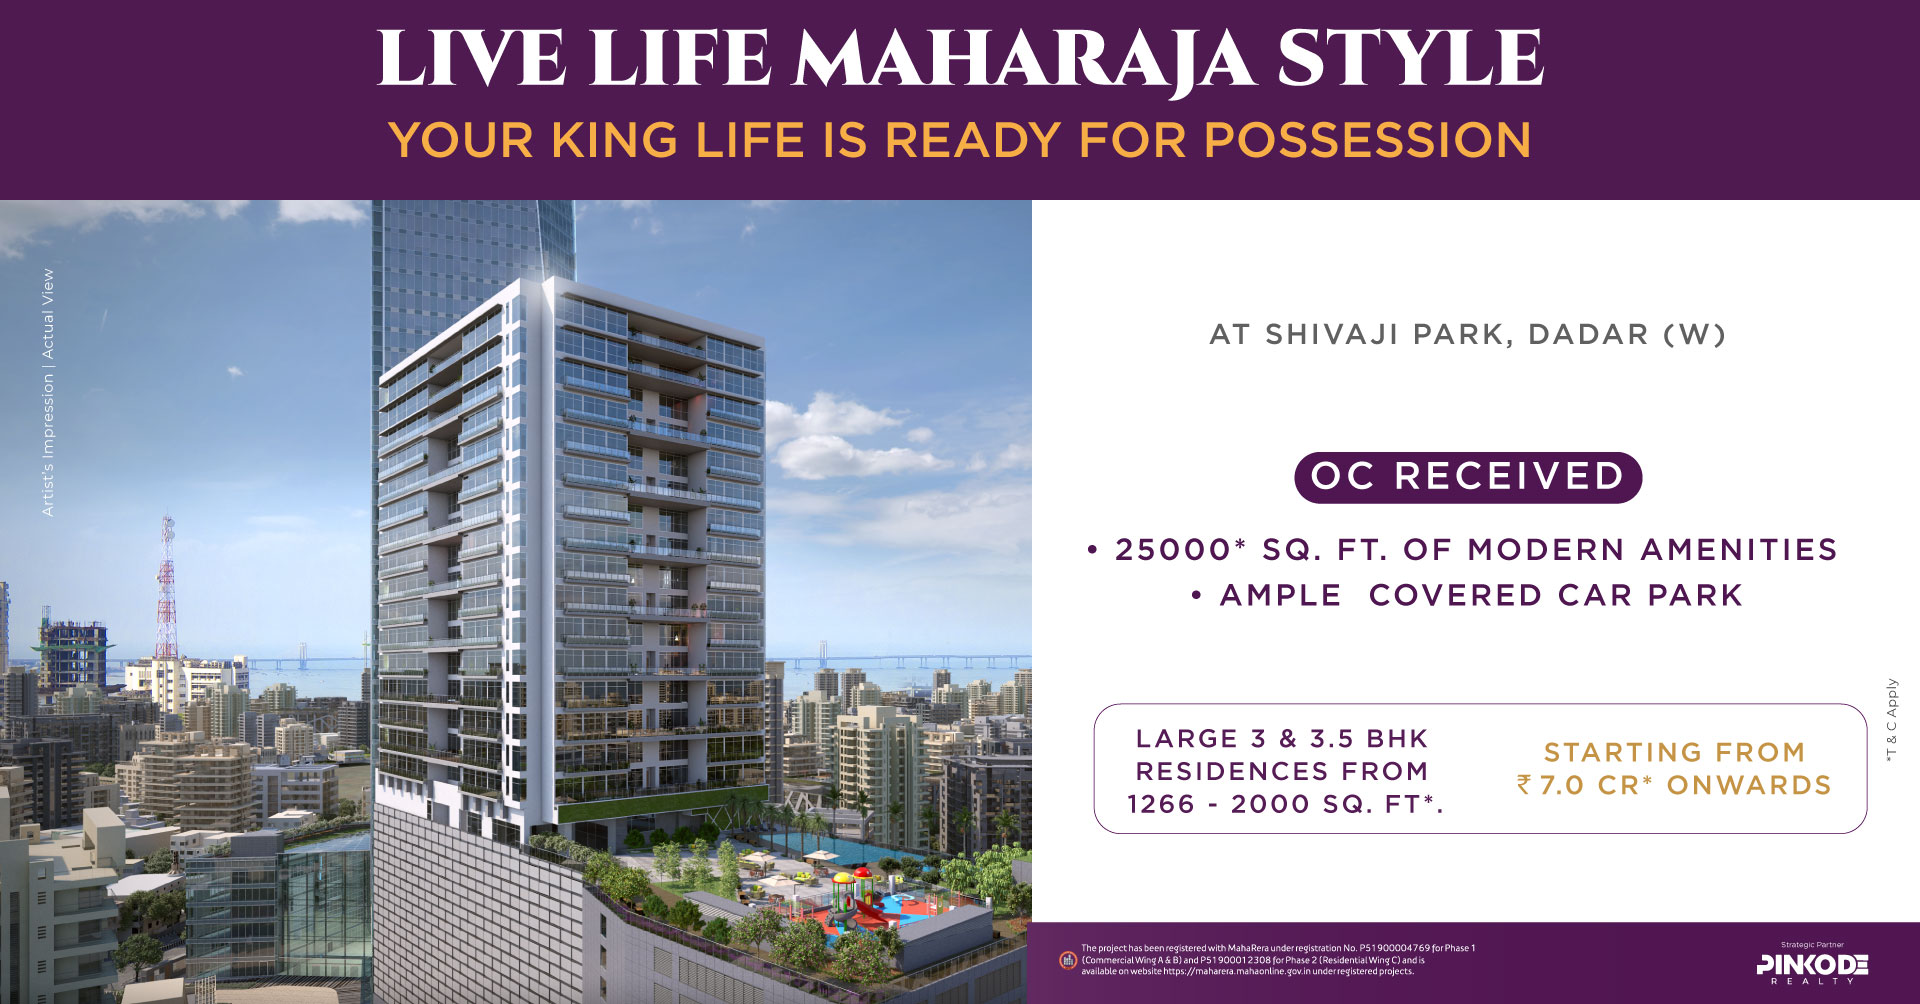 LIVE LIFE MAHARAJA STYLE
YOUR KING LIFE IS READY FOR POSSESSION
Artist's Impression | Actual View
AT SHIVAJI PARK, DADAR (W)
OC RECEIVED
• 25000* SQ. FT. OF MODERN AMENITIES
• AMPLE COVERED CAR PARK
LARGE 3 & 3.5 BHK
RESIDENCES FROM
1266 - 2000 SQ. FT*.
STARTING FROM
₹ 7.0 CR* ONWARDS
*T & C Apply
The project has been registered with MahaRera under registration No. P51900004769 for Phase 1
(Commercial Wing A & B) and P51900012308 for Phase 2 (Residential Wing C) and is
available on website https://maharera.mahaonline.gov.in under registered projects.
Strategic Partner
PINKODE
REALTY